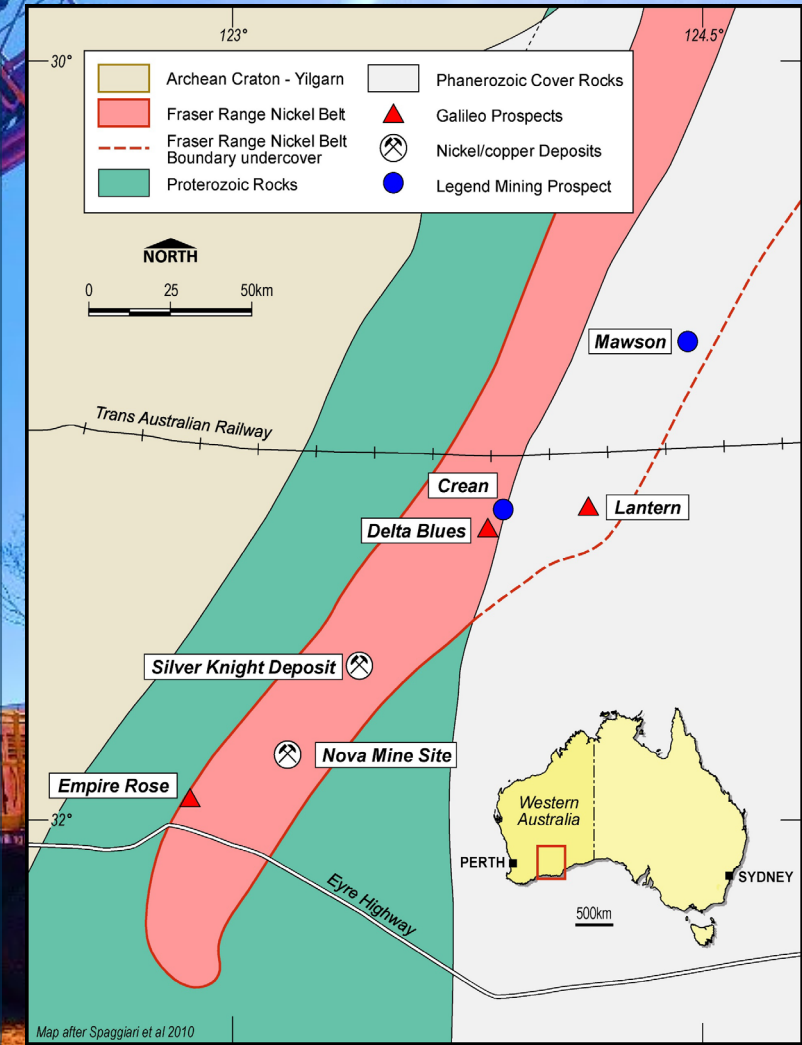 123°
124.5°
30°
Archean Craton - Yilgarn
Fraser Range Nickel Belt
Fraser Range Nickel Belt
Boundary undercover
Proterozoic Rocks
Phanerozoic Cover Rocks
Galileo Prospects
Nickel/copper Deposits
Legend Mining Prospect
NORTH
0 25 50km
Mawson
Trans Australian Railway
Crean
Lantern
Delta Blues
Silver Knight Deposit
Nova Mine Site
Empire Rose
32°
Eyre Highway
Western
Australia
PERTH
SYDNEY
500km
Map after Spaggiari et al 2010